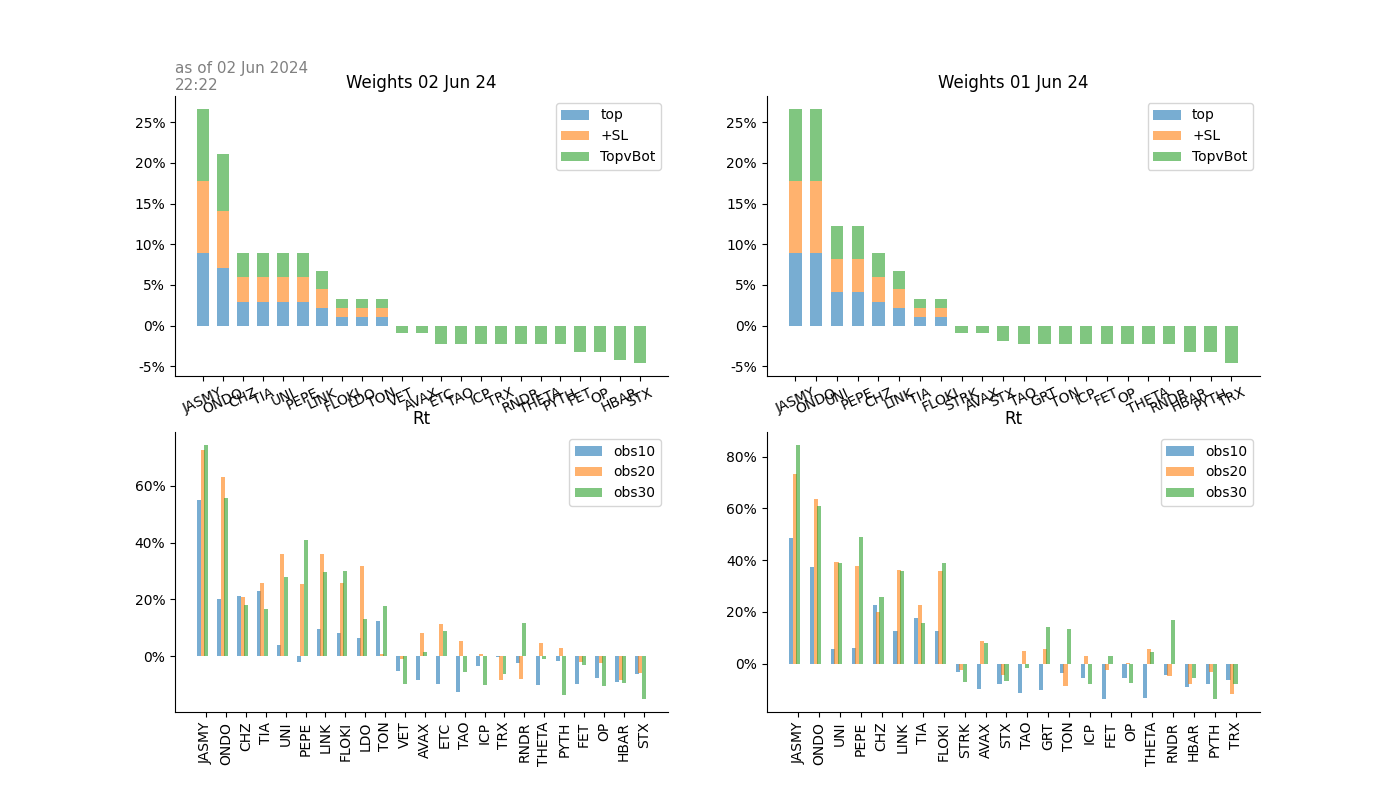 as of 02 Jun 2024
22:22
Weights 02 Jun 24
25%
20%
15%
10%
5%
0%
-5%
top
+SL
TopvBot
JASMY ONDO CHZ TIA UNI PEPE LINK FLOKI LDO TON VET AVAX ETC TAO ICP TRX RNDR THETA PYTH FET OP HBAR STX
Weights 01 Jun 24
25%
20%
15%
10%
5%
0%
-5%
top
+SL
TopvBot
JASMY ONDO UNI PEPE CHZ LINK TIA FLOKI STRK AVAX STX TAO GRT TON ICP FET OP THETA RNDR HBAR PYTH TRX
Rt
60%
40%
20%
0%
obs10
obs20
obs30
JASMY ONDO CHZ TIA UNI PEPE LINK FLOKI LDO TON VET AVAX ETC TAO ICP TRX RNDR THETA PYTH FET OP HBAR STX
Rt
80%
60%
40%
20%
0%
obs10
obs20
obs30
JASMY ONDO UNI PEPE CHZ LINK TIA FLOKI STRK AVAX STX TAO GRT TON ICP FET OP THETA RNDR HBAR PYTH TRX